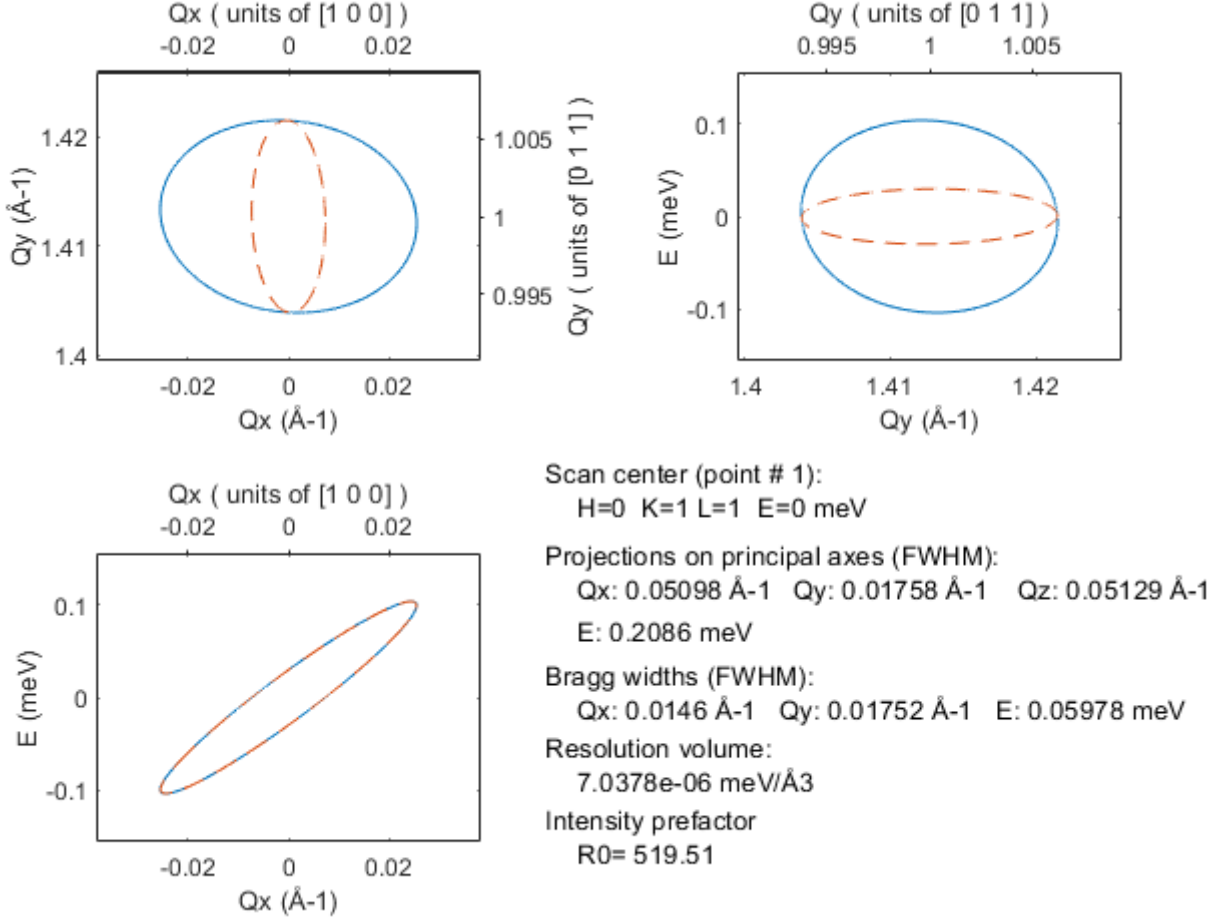 Qx ( units of [1 0 0] )
-0.02 0 0.02
Qy (Å-1)
1.42
1.41
1.4
1.005
1
0.995
Qy ( units of [0 1 1] )
-0.02 0 0.02
Qx (Å-1)
Qy ( units of [0 1 1] )
0.995 1 1.005
E (meV)
0.1
0
-0.1
1.4 1.41 1.42
Qy (Å-1)
Qx ( units of [1 0 0] )
-0.02 0 0.02
E (meV)
0.1
0
-0.1
-0.02 0 0.02
Qx (Å-1)
Scan center (point # 1):
H=0 K=1 L=1 E=0 meV
Projections on principal axes (FWHM):
Qx: 0.05098 Å-1 Qy: 0.01758 Å-1 Qz: 0.05129 Å-1
E: 0.2086 meV
Bragg widths (FWHM):
Qx: 0.0146 Å-1 Qy: 0.01752 Å-1 E: 0.05978 meV
Resolution volume:
7.0378e-06 meV/Å3
Intensity prefactor
R0= 519.51